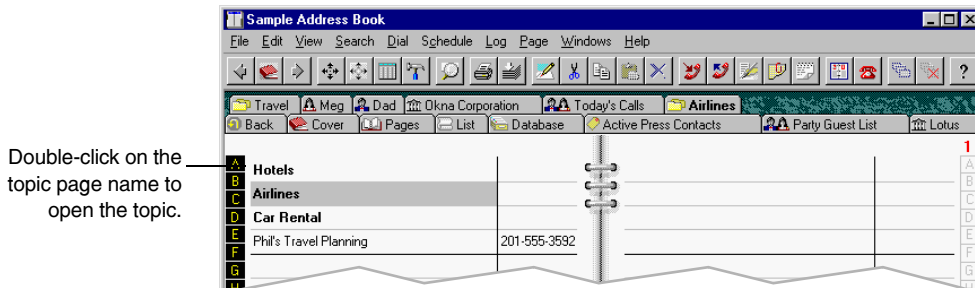 Sample Address Book
File Edit View Search Dial Schedule Log Page Windows Help
?
Travel Meg Dad Okna Corporation Today's Calls Airlines
Back Cover Pages List Database Active Press Contacts Party Guest List Lotus
1
Double-click on the
topic page name to
open the topic.
A Hotels A
B B
C Airlines C
D Car Rental D
E Phil's Travel Planning 201-555-3592 E
F F
G G
H H